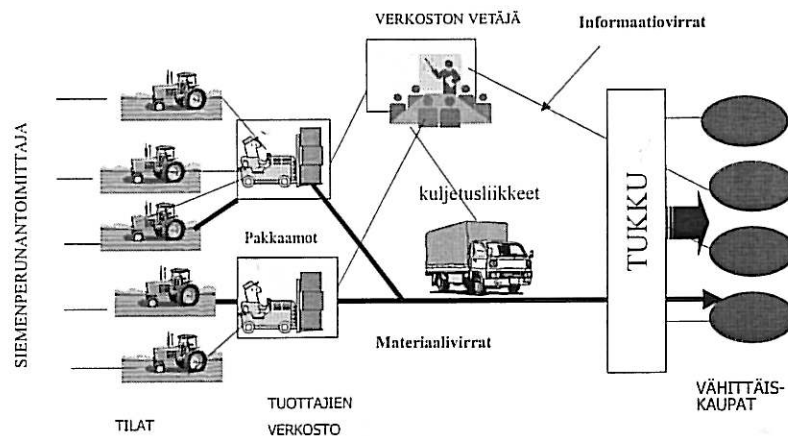 VERKOSTON VETÄJÄ
Informaatiovirrat
SIEMENPERUNANTOIMITTAJA
kuljetusliikkeet
TUKKU
Pakkaamot
Materiaalivirrat
TILAT
TUOTTAJIEN
VERKOSTO
VÄHITTÄIS-
KAUPAT